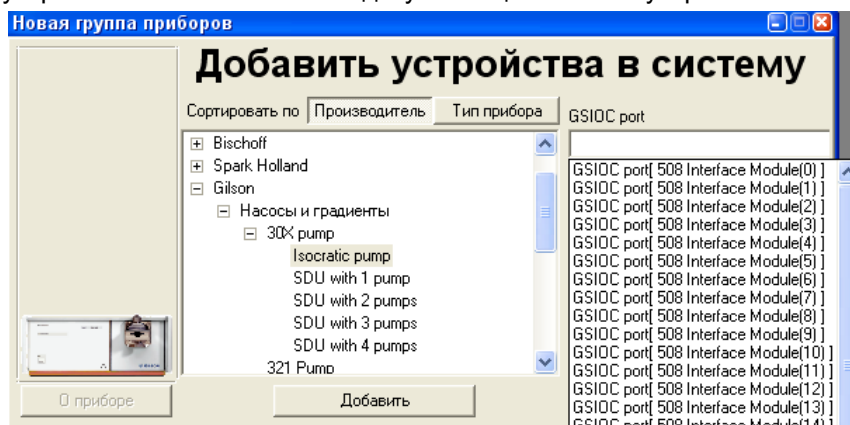 Новая группа приборов
Добавить устройства в систему
Сортировать по Производитель Тип прибора
GSIOC port
Bischoff
Spark Holland
Gilson
Насосы и градиенты
30X pump
Isocratic pump
SDU with 1 pump
SDU with 2 pumps
SDU with 3 pumps
SDU with 4 pumps
321 Pump
GSIOC port[ 508 Interface Module(0) ]
GSIOC port[ 508 Interface Module(1) ]
GSIOC port[ 508 Interface Module(2) ]
GSIOC port[ 508 Interface Module(3) ]
GSIOC port[ 508 Interface Module(4) ]
GSIOC port[ 508 Interface Module(5) ]
GSIOC port[ 508 Interface Module(6) ]
GSIOC port[ 508 Interface Module(7) ]
GSIOC port[ 508 Interface Module(8) ]
GSIOC port[ 508 Interface Module(9) ]
GSIOC port[ 508 Interface Module(10) ]
GSIOC port[ 508 Interface Module(11) ]
GSIOC port[ 508 Interface Module(12) ]
GSIOC port[ 508 Interface Module(13) ]
GSIOC port[ 508 Interface Module(14) ]
О приборе
Добавить